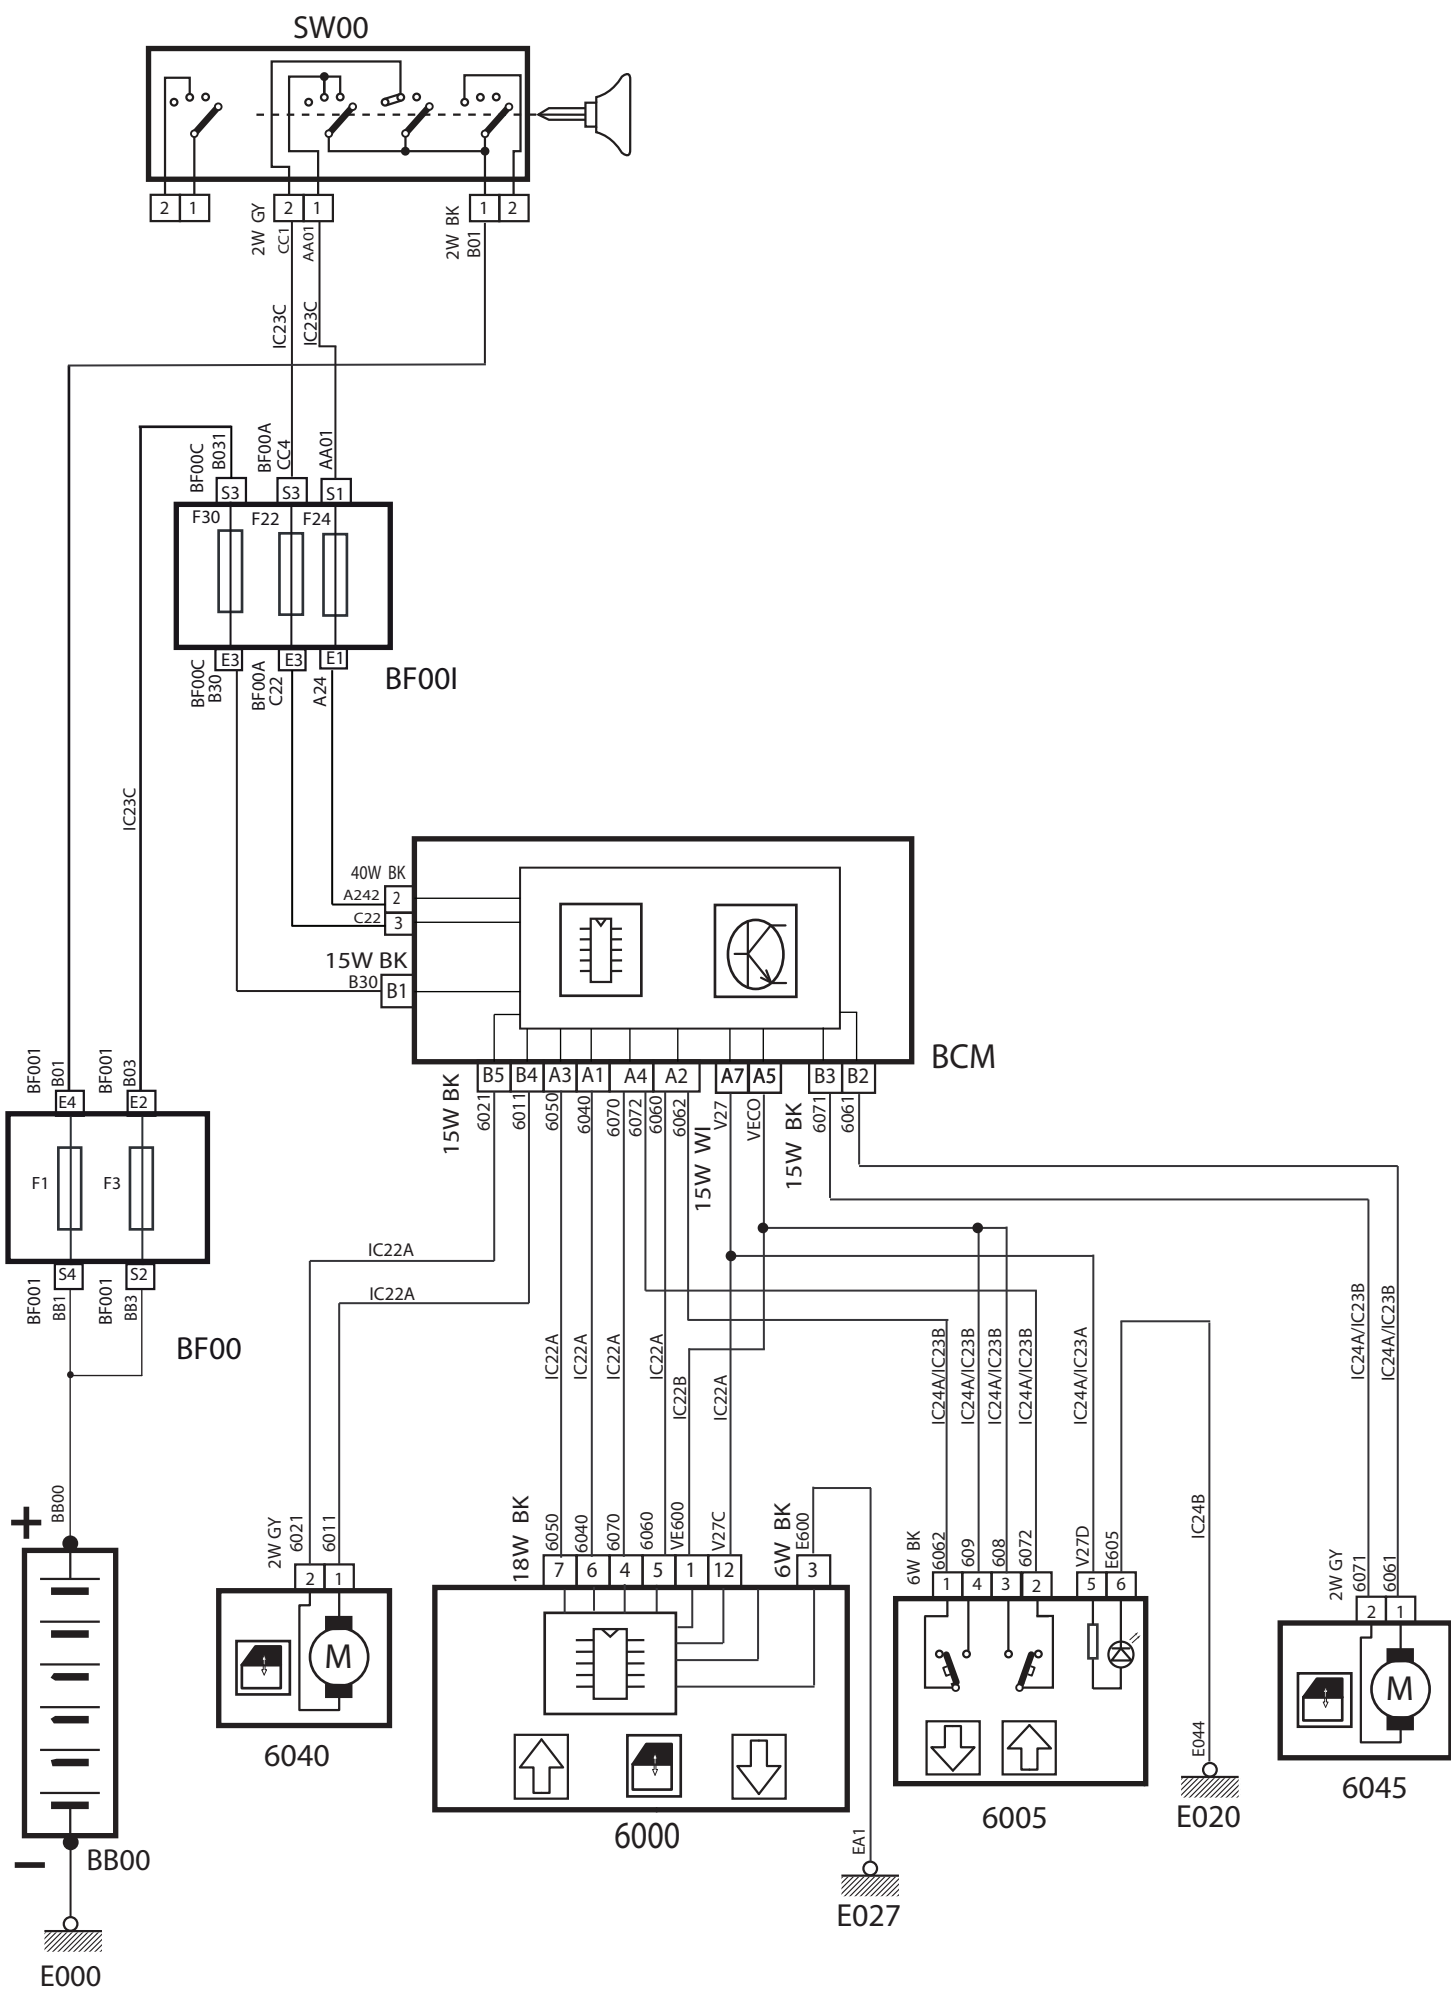 SW00
2 1
2W GY
2 1
CC1
AA01
2W BK
1 2
B01
IC23C
IC23C
BF00C
B031
BF00A
CC4
AA01
S3 S3 S1
F30 F22 F24
E3 E3 E1
BF00C
B30
BF00A
C22
A24
BF00I
IC23C
40W BK
A242 2
C22 3
15W BK
B30 B1
BCM
BF001
B01
BF001
B03
E4 E2
F1 F3
S4 S2
BF001
BB1
BF001
BB3
BF00
15W BK
B5 B4 A3 A1 A4 A2 A7 A5 B3 B2
6021
6011
6050
6040
6070
6072
6060
6062
15W WI
V27
VECO
15W BK
6071
6061
IC22A
IC22A
IC22A
IC22A
IC22A
IC22A
IC22B
IC22A
IC24A/IC23B
IC24A/IC23B
IC24A/IC23B
IC24A/IC23B
IC24A/IC23A
IC24B
IC24A/IC23B
IC24A/IC23B
+
BB00
−
BB00
E000
2W GY
6021
6011
2 1
M
6040
18W BK
6050
6040
6070
6060
VE600
V27C
6W BK
E600
7 6 4 5 1 12 3
6000
EA1
E027
6W BK
6062
609
608
6072
V27D
E605
1 4 3 2 5 6
6005
E044
E020
2W GY
6071
6061
2 1
M
6045